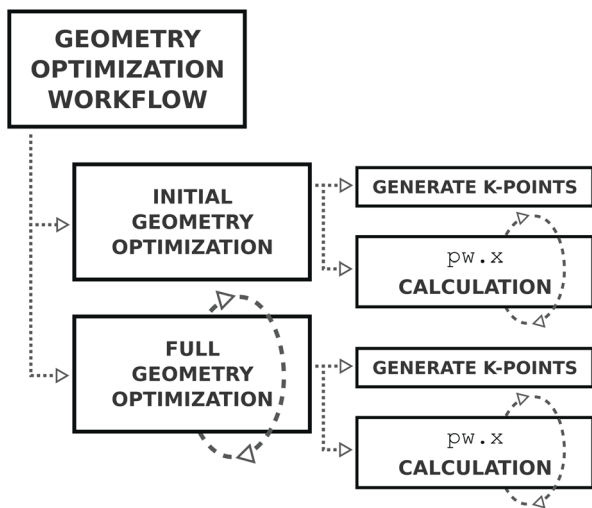 GEOMETRY
OPTIMIZATION
WORKFLOW
INITIAL
GEOMETRY
OPTIMIZATION
GENERATE K-POINTS
pw.x
CALCULATION
FULL
GEOMETRY
OPTIMIZATION
GENERATE K-POINTS
pw.x
CALCULATION